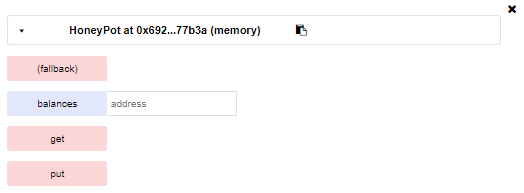 HoneyPot at 0x692...77b3a (memory)
(fallback)
balances address
get
put